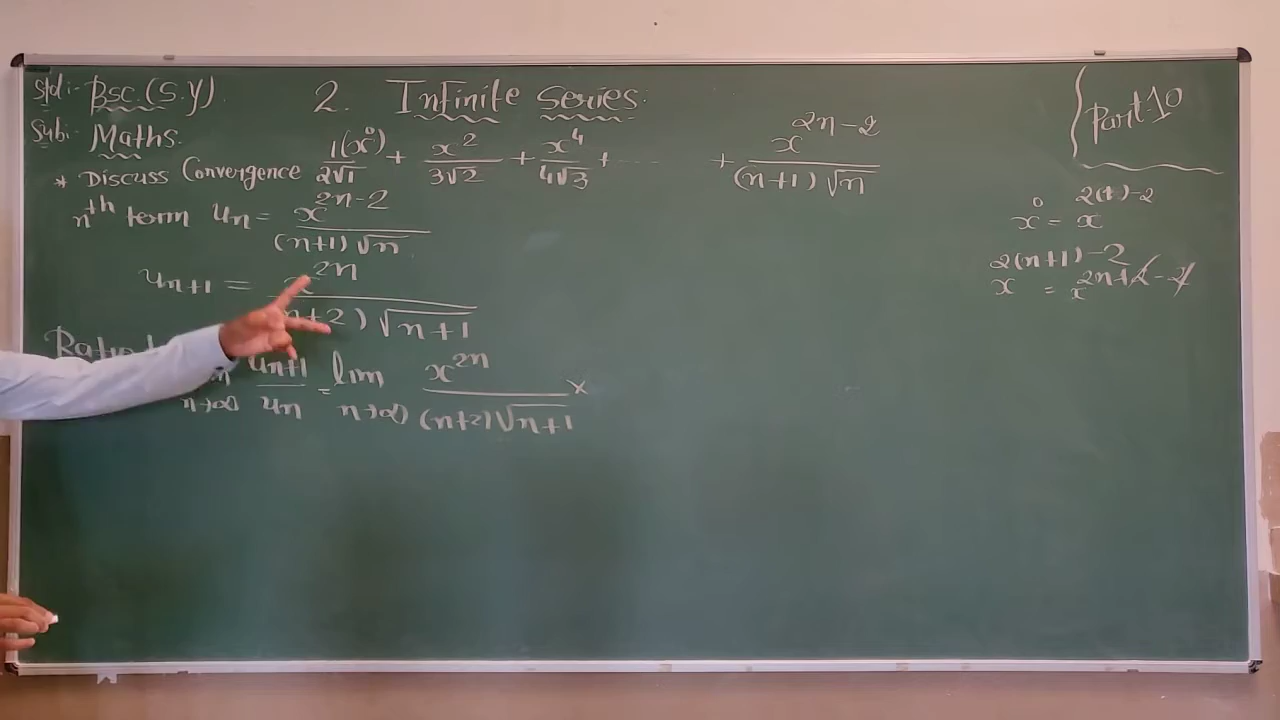 Std:- Bsc.(S.Y) 2. Infinite Series: Part-10
Sub:- Maths.
* Discuss Convergence 1(x⁰)/2√1 + x²/3√2 + x⁴/4√3 + ...... + x^(2n-2)/(n+1)√n
x⁰ = x^(2(1)-2)
nth term un = x^(2n-2)/(n+1)√n
x^(2(n+1)-2) = x^(2n+2-2)
un+1 = x^(2n)/(n+2)√n+1
Ratio
lim n→∞ un+1/un = lim n→∞ x^(2n)/(n+2)√n+1 ×